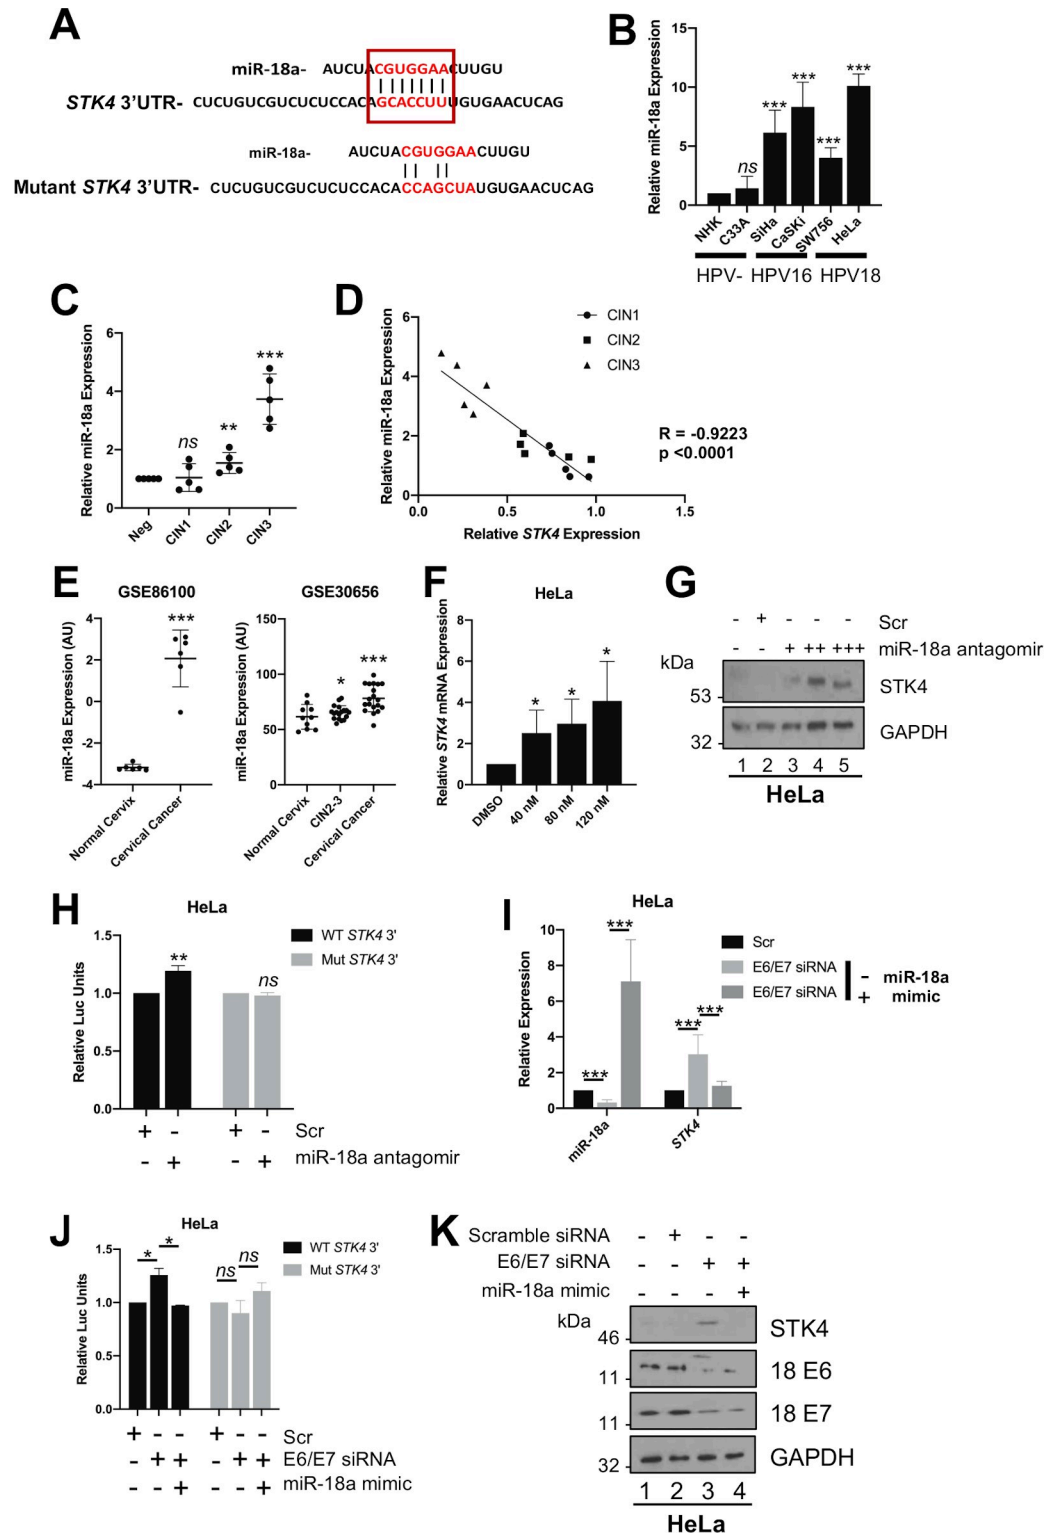 A
miR-18a- AUCUACGUGGAACUUGU
STK4 3'UTR- CUCUGUCGUCUCUCCACAGCACCUUUGUGAACUCAG
miR-18a- AUCUACGUGGAACUUGU
Mutant STK4 3'UTR- CUCUGUCGUCUCUCCACACCAGCUAUGUGAACUCAG
B
Relative miR-18a Expression
15
10
5
0
ns
***
***
***
***
NHK
C33A
SiHa
CaSKi
SW756
HeLa
HPV- HPV16 HPV18
C
Relative miR-18a Expression
6
4
2
0
ns
**
***
Neg
CIN1
CIN2
CIN3
D
Relative miR-18a Expression
6
4
2
0
0.0 0.5 1.0 1.5
Relative STK4 Expression
CIN1
CIN2
CIN3
R = -0.9223
p <0.0001
E
GSE86100
miR-18a Expression (AU)
4
2
0
-2
-4
***
Normal Cervix
Cervical Cancer
GSE30656
miR-18a Expression (AU)
150
100
50
0
*
***
Normal Cervix
CIN2-3
Cervical Cancer
F
HeLa
Relative STK4 mRNA Expression
8
6
4
2
0
*
*
*
DMSO
40 nM
80 nM
120 nM
G
- + - - - Scr
- - + ++ +++ miR-18a antagomir
kDa
53
STK4
32
GAPDH
1 2 3 4 5
HeLa
H
HeLa
Relative Luc Units
1.5
1.0
0.5
0.0
**
ns
WT STK4 3'
Mut STK4 3'
+ - + - Scr
- + - + miR-18a antagomir
I
HeLa
Relative Expression
10
8
6
4
2
0
***
***
***
***
miR-18a
STK4
Scr
E6/E7 siRNA -
E6/E7 siRNA +
miR-18a
mimic
J
HeLa
Relative Luc Units
1.5
1.0
0.5
0.0
* *
ns ns
WT STK4 3'
Mut STK4 3'
+ - - + - - Scr
- + + - + + E6/E7 siRNA
- - + - - + miR-18a mimic
K
Scramble siRNA - + - -
E6/E7 siRNA - - + +
miR-18a mimic - - - +
kDa
46
STK4
11
18 E6
11
18 E7
32
GAPDH
1 2 3 4
HeLa